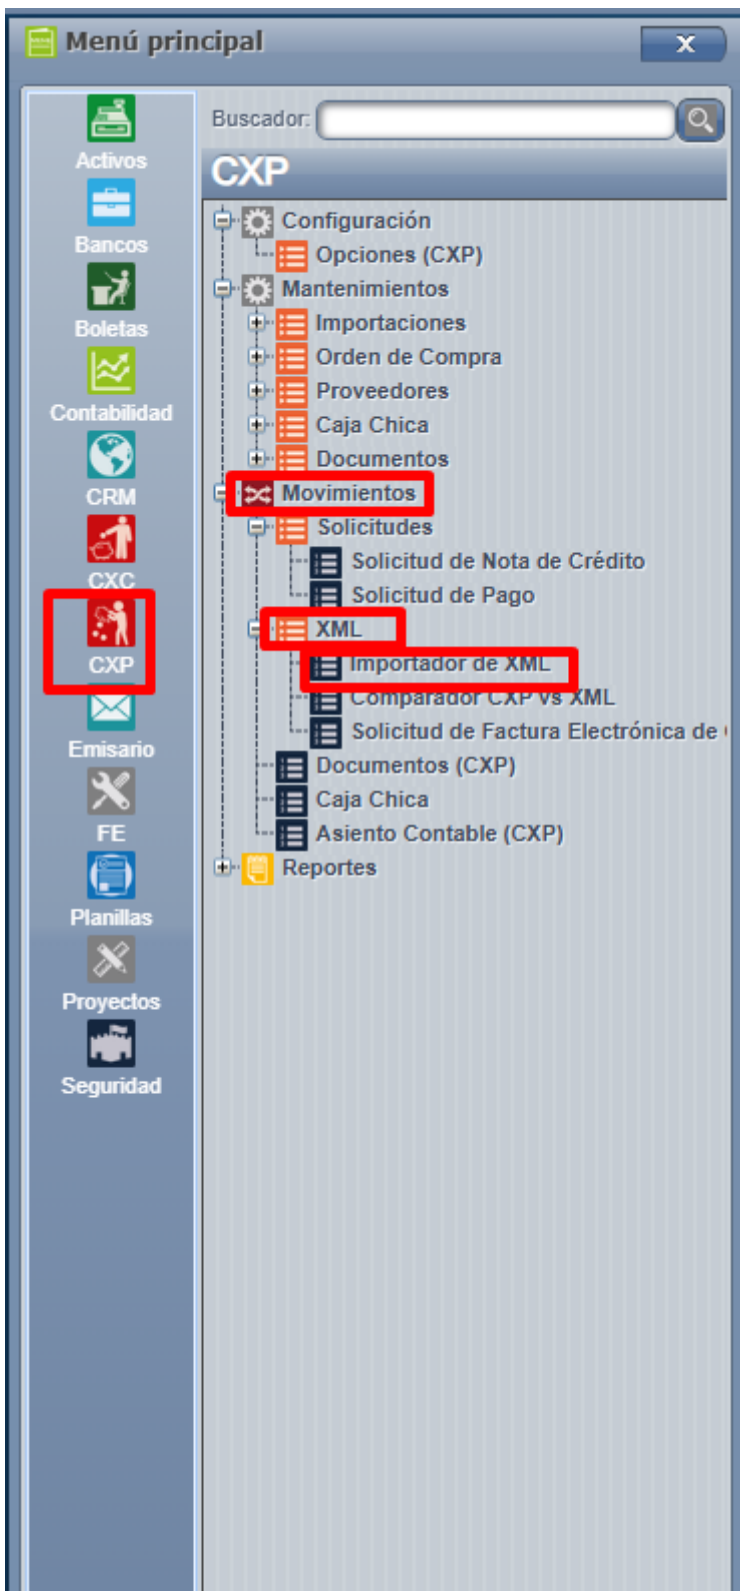 Menú principal
x
Activos
Bancos
Boletas
Contabilidad
CRM
CXC
CXP
Emisario
FE
Planillas
Proyectos
Seguridad
Buscador:
CXP
Configuración
Opciones (CXP)
Mantenimientos
Importaciones
Orden de Compra
Proveedores
Caja Chica
Documentos
Movimientos
Solicitudes
Solicitud de Nota de Crédito
Solicitud de Pago
XML
Importador de XML
Comparador CXP vs XML
Solicitud de Factura Electrónica de
Documentos (CXP)
Caja Chica
Asiento Contable (CXP)
Reportes